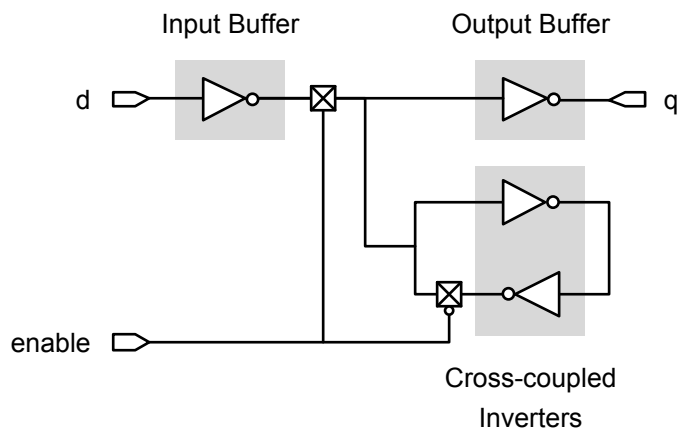 Input Buffer
Output Buffer
d
q
enable
Cross-coupled
Inverters